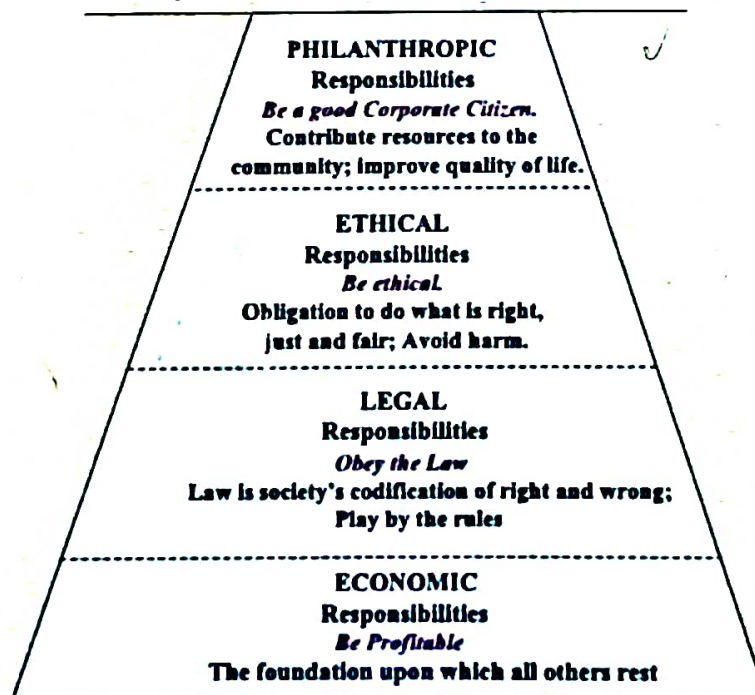 PHILANTHROPIC
Responsibilities
Be a good Corporate Citizen.
Contribute resources to the
community; improve quality of life.
ETHICAL
Responsibilities
Be ethical.
Obligation to do what is right,
just and fair; Avoid harm.
LEGAL
Responsibilities
Obey the Law
Law is society's codification of right and wrong;
Play by the rules
ECONOMIC
Responsibilities
Be Profitable
The foundation upon which all others rest